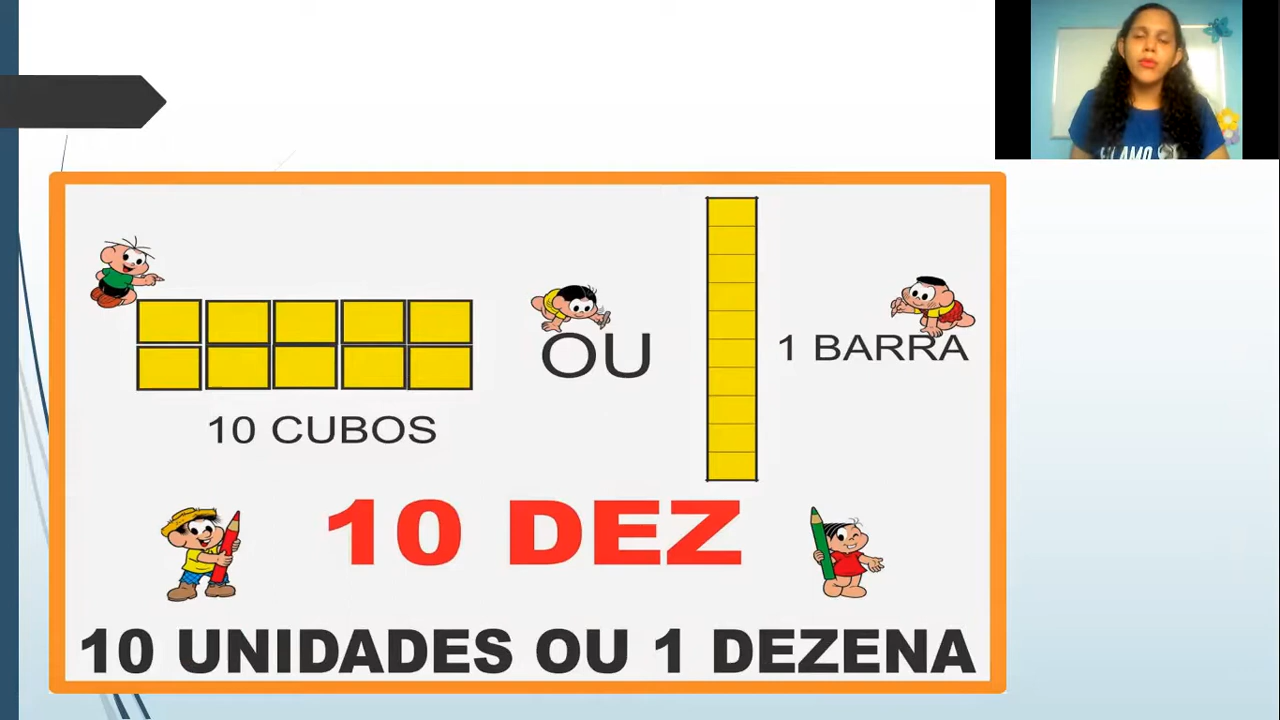 10 CUBOS
OU
1 BARRA
10 DEZ
10 UNIDADES OU 1 DEZENA